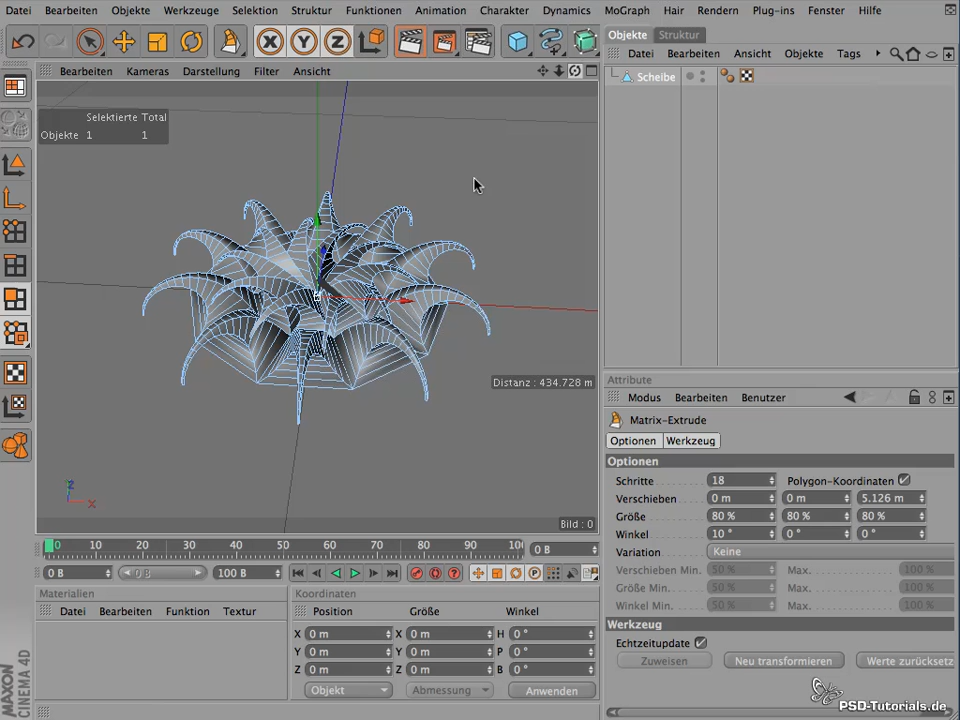 Datei Bearbeiten Objekte Werkzeuge Selektion Struktur Funktionen Animation Charakter Dynamics MoGraph Hair Rendern Plug-ins Fenster Hilfe
X Y Z
Objekte Struktur
Datei Bearbeiten Ansicht Objekte Tags
Bearbeiten Kameras Darstellung Filter Ansicht
Scheibe
Selektierte Total
Objekte 1 1
Distanz : 434.728 m
Attribute
Modus Bearbeiten Benutzer
Matrix-Extrude
Optionen Werkzeug
Optionen
Schritte 18 Polygon-Koordinaten
Verschieben 0 m 0 m 5.126 m
Größe 80 % 80 % 80 %
Winkel 10 ° 0 ° 0 °
Variation Keine
Verschieben Min. 50 % Max. 100 %
Größe Min. 50 % Max. 100 %
Winkel Min. 50 % Max. 100 %
Werkzeug
Echtzeitupdate
Zuweisen Neu transformieren Werte zurücksetz
Z
X
Bild : 0
0 10 20 30 40 50 60 70 80 90 10 0 B
0 B 0 B 100 B
Materialien
Datei Bearbeiten Funktion Textur
Koordinaten
Position Größe Winkel
X 0 m X 0 m H 0 °
Y 0 m Y 0 m P 0 °
Z 0 m Z 0 m B 0 °
Objekt Abmessung Anwenden
MAXON
CINEMA 4D
PSD-Tutorials.de